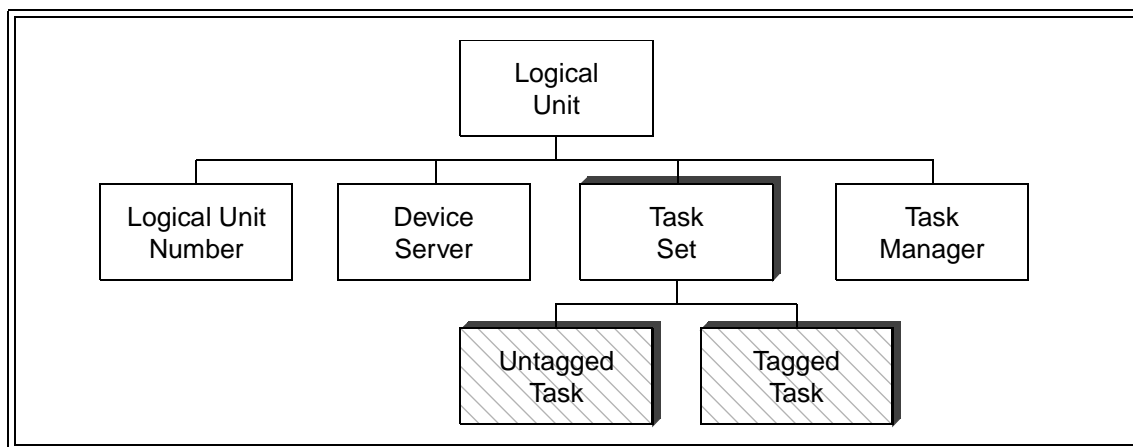 Logical
Unit
Logical Unit
Number
Device
Server
Task
Set
Task
Manager
Untagged
Task
Tagged
Task